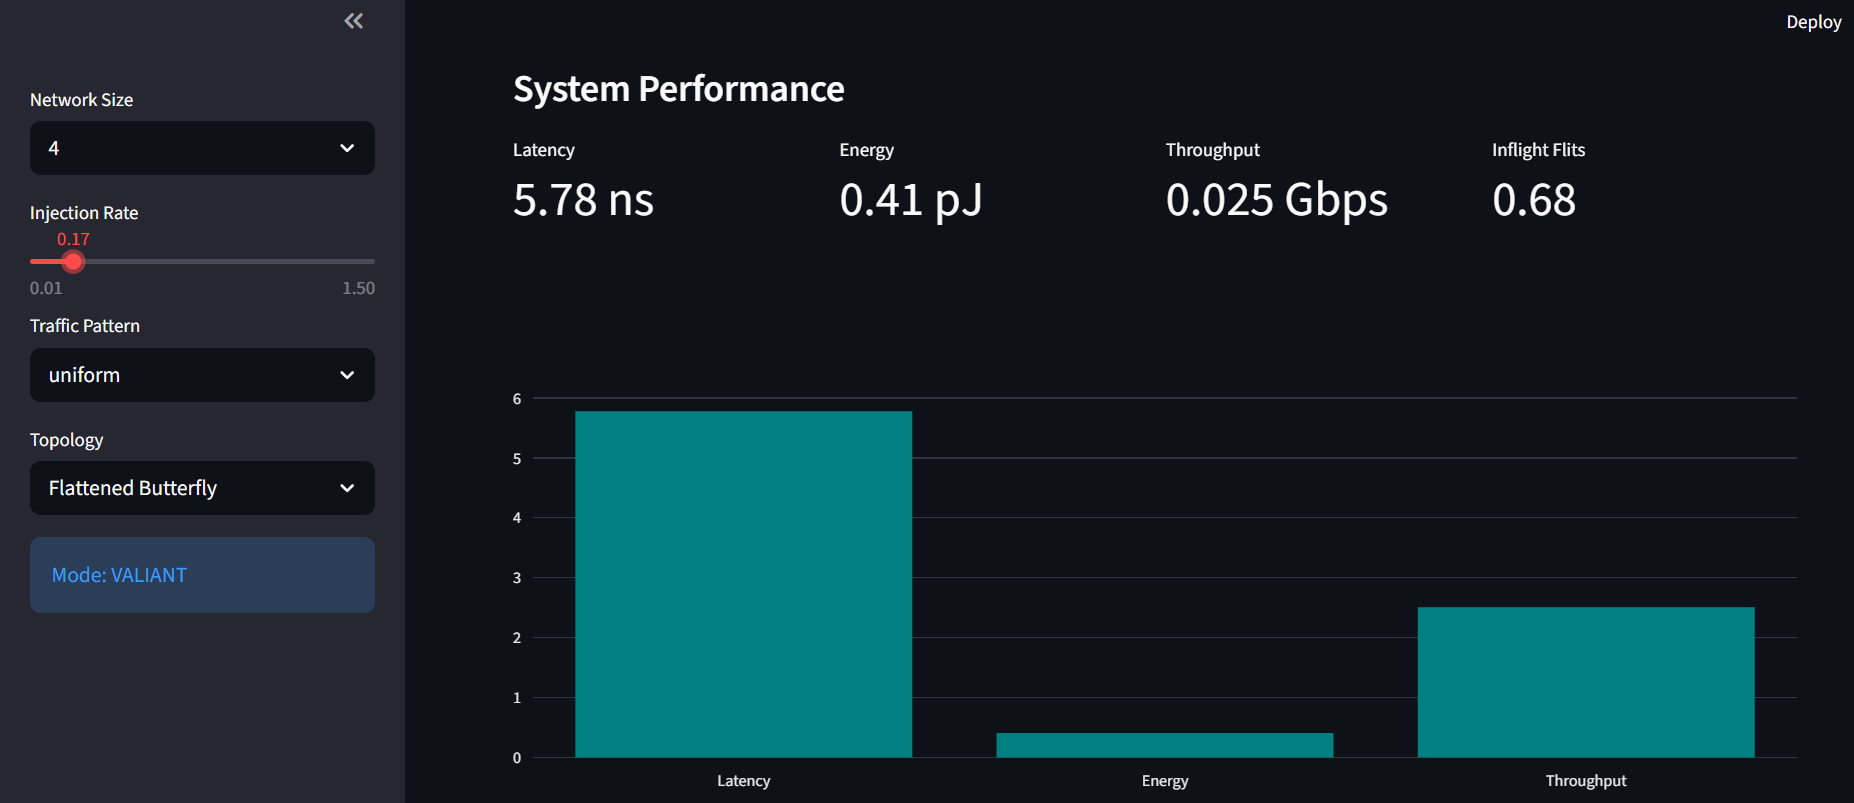 Deploy
Network Size
4
Injection Rate
0.17
0.01 1.50
Traffic Pattern
uniform
Topology
Flattened Butterfly
Mode: VALIANT
System Performance
Latency Energy Throughput Inflight Flits
5.78 ns 0.41 pJ 0.025 Gbps 0.68
6
5
4
3
2
1
0
Latency Energy Throughput